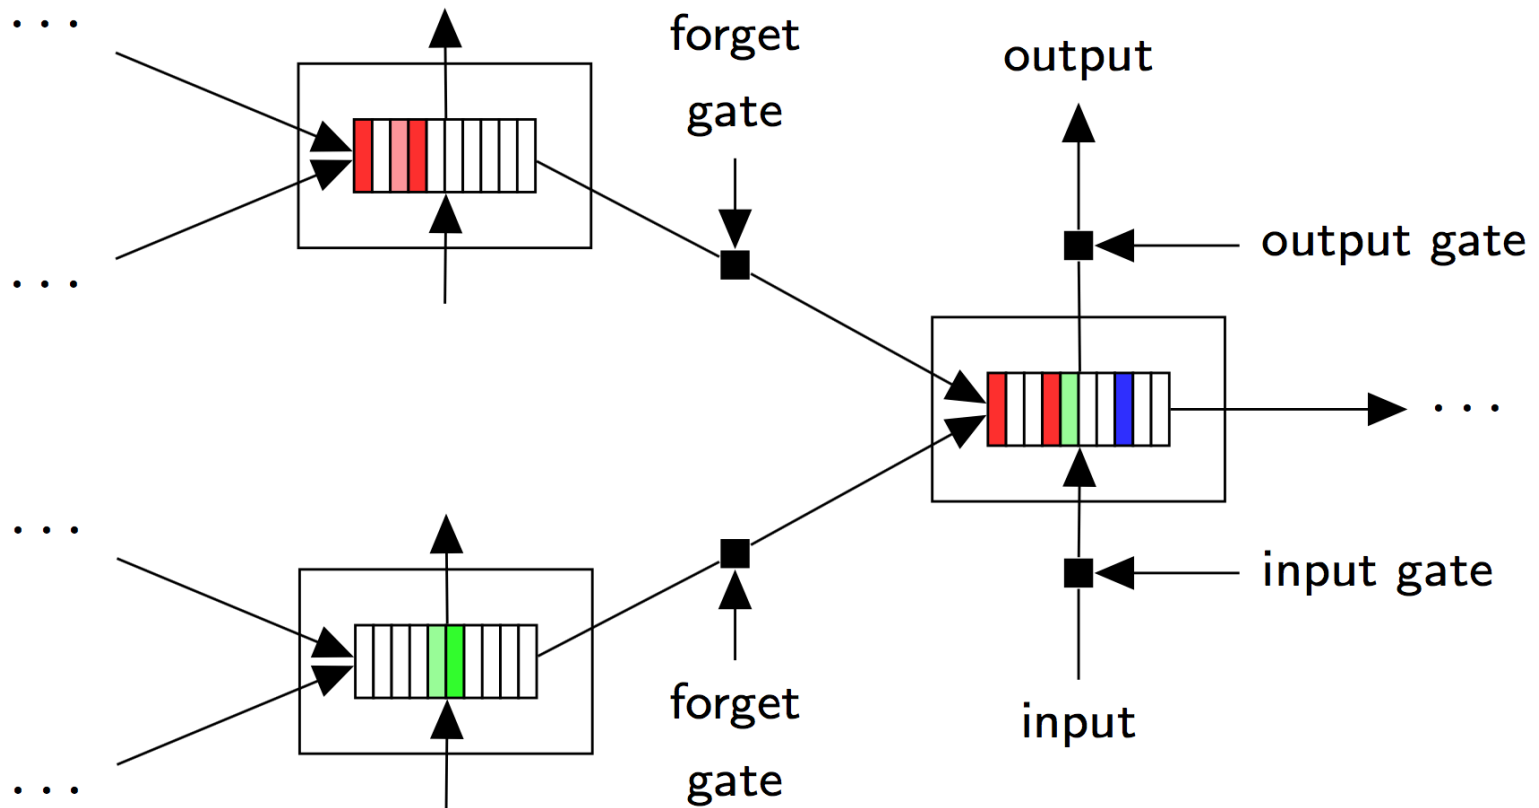 ...
forget
gate
output
...
output gate
...
...
input gate
forget
gate
input
...